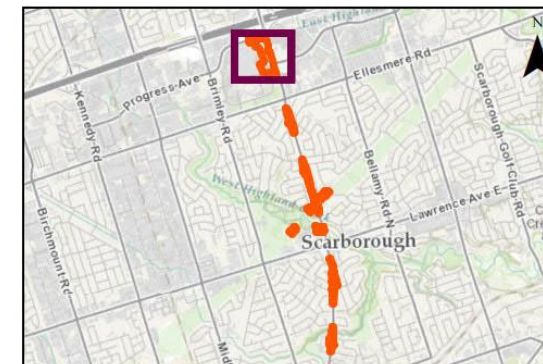 East Highland
N
Progress Ave
Ellesmere Rd
Kennedy Rd
Brimley Rd
Scarborough Golf Club Rd
West Highland
Bellamy Rd N
Lawrence Ave E
Birchmount Rd
Scarborough